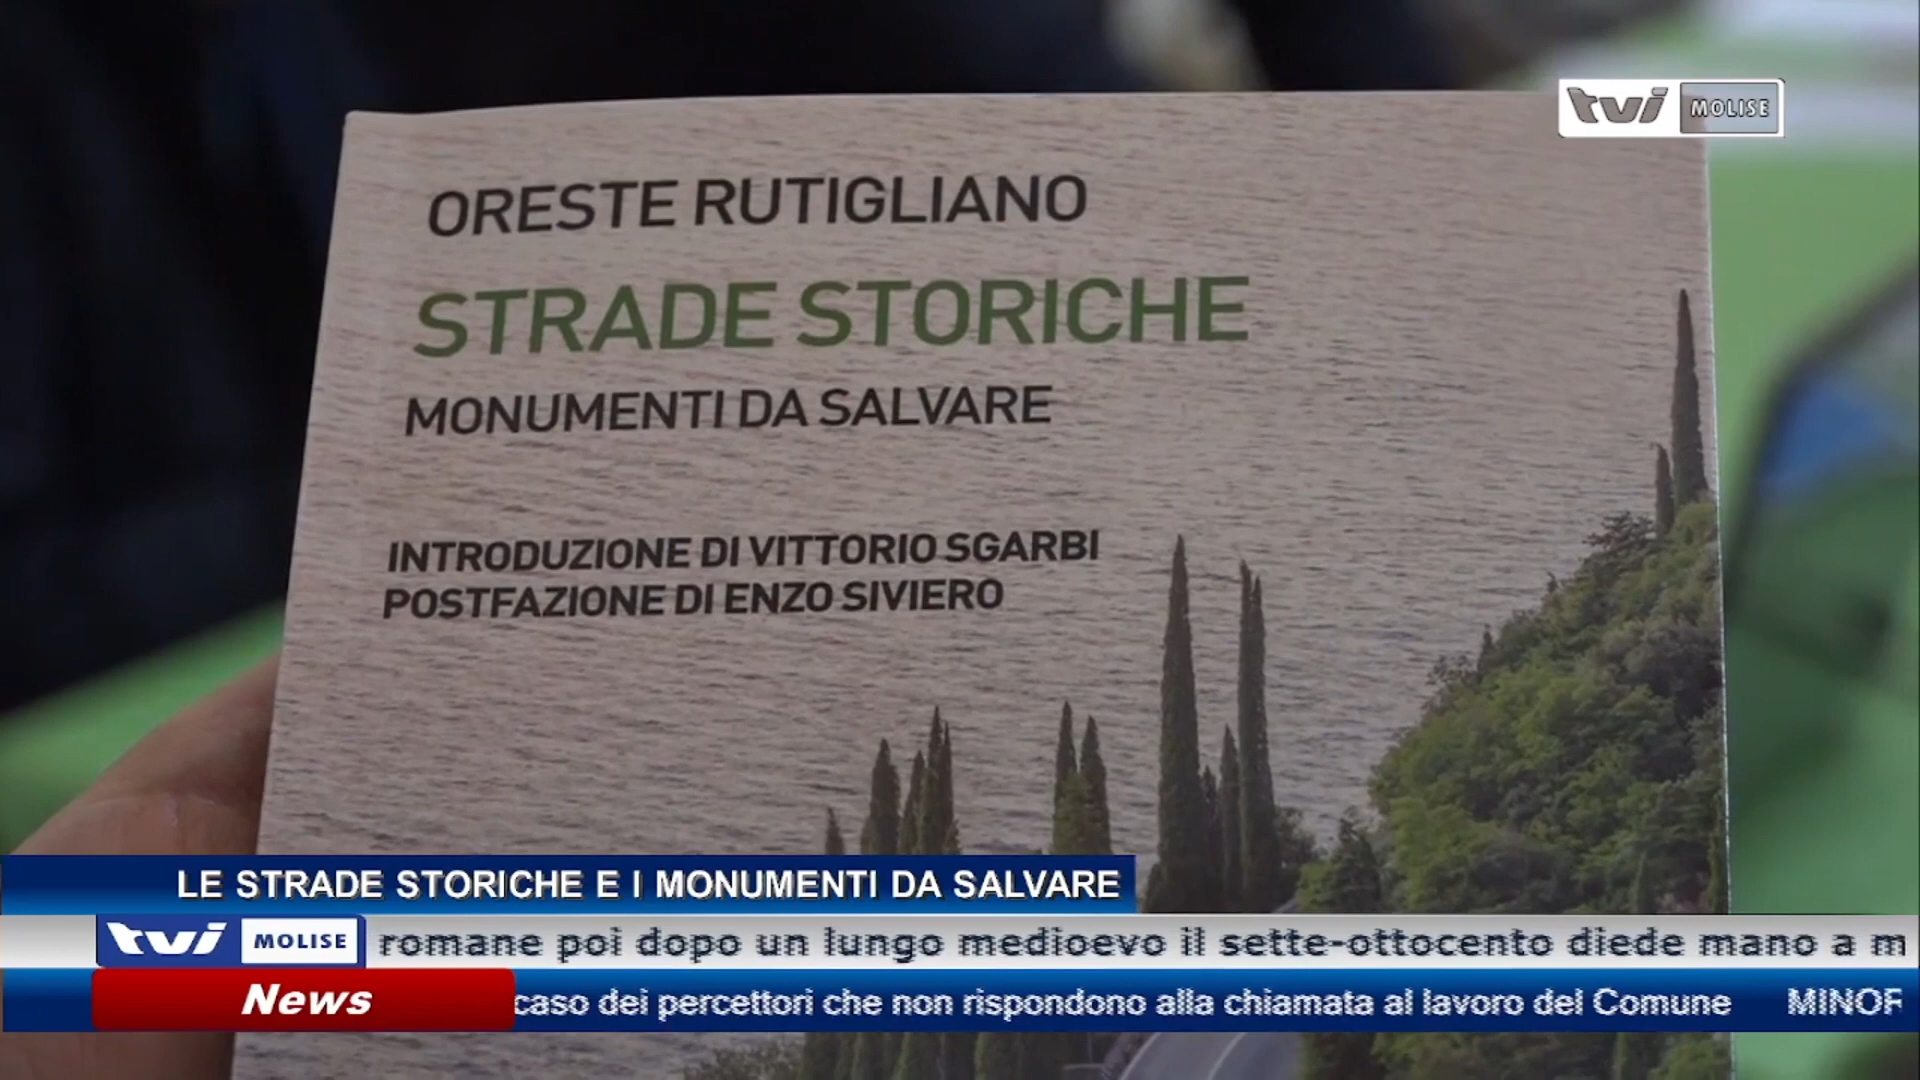 tvi MOLISE
ORESTE RUTIGLIANO
STRADE STORICHE
MONUMENTI DA SALVARE
INTRODUZIONE DI VITTORIO SGARBI
POSTFAZIONE DI ENZO SIVIERO
LE STRADE STORICHE E I MONUMENTI DA SALVARE
tvi MOLISE romane poi dopo un lungo medioevo il sette-ottocento diede mano a m
News caso dei percettori che non rispondono alla chiamata al lavoro del Comune MINOR